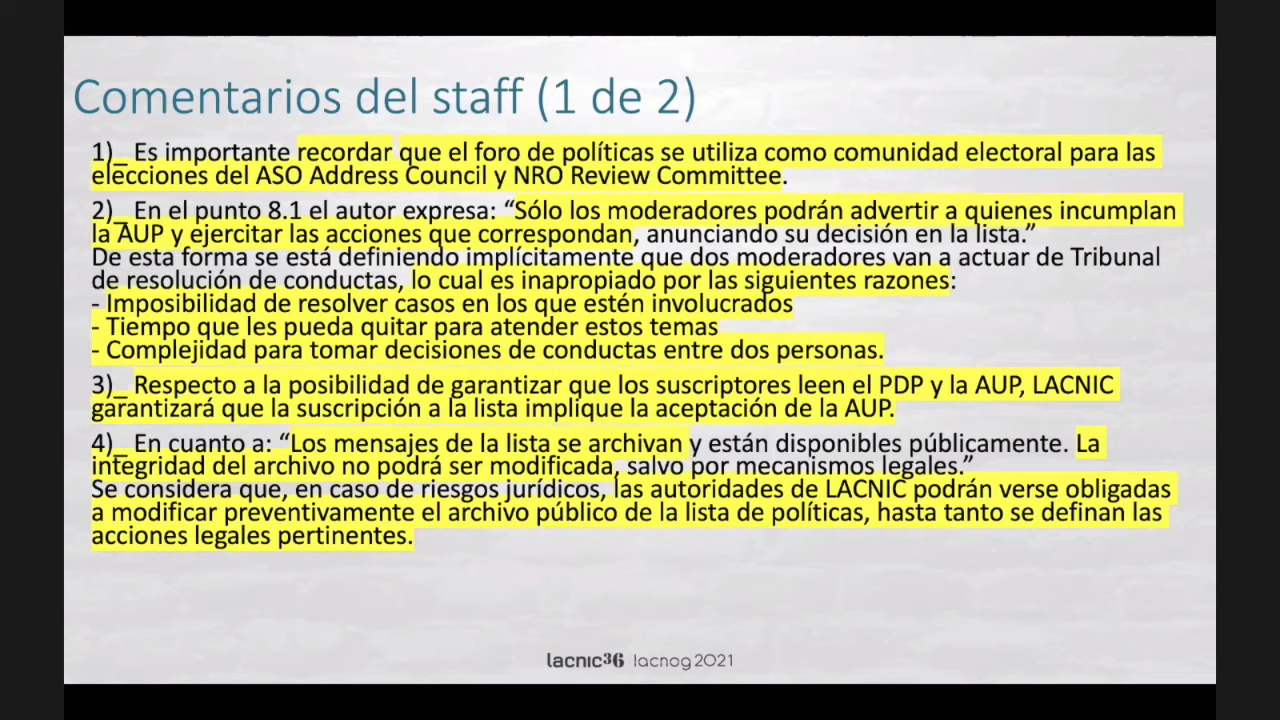 Comentarios del staff (1 de 2)
1)_ Es importante recordar que el foro de políticas se utiliza como comunidad electoral para las
elecciones del ASO Address Council y NRO Review Committee.
2)_ En el punto 8.1 el autor expresa: “Sólo los moderadores podrán advertir a quienes incumplan
la AUP y ejercitar las acciones que correspondan, anunciando su decisión en la lista.”
De esta forma se está definiendo implícitamente que dos moderadores van a actuar de Tribunal
de resolución de conductas, lo cual es inapropiado por las siguientes razones:
- Imposibilidad de resolver casos en los que estén involucrados
- Tiempo que les pueda quitar para atender estos temas
- Complejidad para tomar decisiones de conductas entre dos personas.
3)_ Respecto a la posibilidad de garantizar que los suscriptores leen el PDP y la AUP, LACNIC
garantizará que la suscripción a la lista implique la aceptación de la AUP.
4)_ En cuanto a: “Los mensajes de la lista se archivan y están disponibles públicamente. La
integridad del archivo no podrá ser modificada, salvo por mecanismos legales.”
Se considera que, en caso de riesgos jurídicos, las autoridades de LACNIC podrán verse obligadas
a modificar preventivamente el archivo público de la lista de políticas, hasta tanto se definan las
acciones legales pertinentes.
lacnic36 lacnog2021